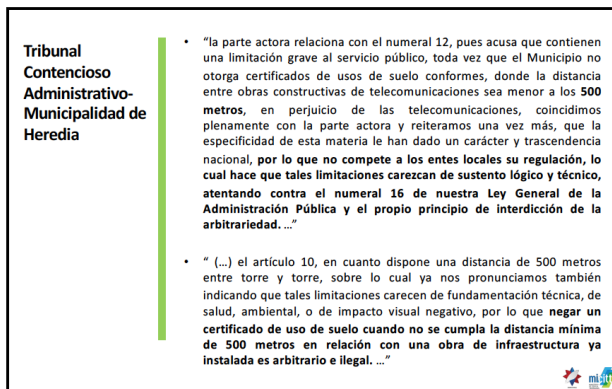 Tribunal
Contencioso
Administrativo-
Municipalidad de
Heredia
• “la parte actora relaciona con el numeral 12, pues acusa que contienen
una limitación grave al servicio público, toda vez que el Municipio no
otorga certificados de usos de suelo conformes, donde la distancia
entre obras constructivas de telecomunicaciones sea menor a los 500
metros, en perjuicio de las telecomunicaciones, coincidimos
plenamente con la parte actora y reiteramos una vez más, que la
especificidad de esta materia le han dado un carácter y trascendencia
nacional, por lo que no compete a los entes locales su regulación, lo
cual hace que tales limitaciones carezcan de sustento lógico y técnico,
atentando contra el numeral 16 de nuestra Ley General de la
Administración Pública y el propio principio de interdicción de la
arbitrariedad. …”
• “ (…) el artículo 10, en cuanto dispone una distancia de 500 metros
entre torre y torre, sobre lo cual ya nos pronunciamos también
indicando que tales limitaciones carecen de fundamentación técnica, de
salud, ambiental, o de impacto visual negativo, por lo que negar un
certificado de uso de suelo cuando no se cumpla la distancia mínima
de 500 metros en relación con una obra de infraestructura ya
instalada es arbitrario e ilegal. …”